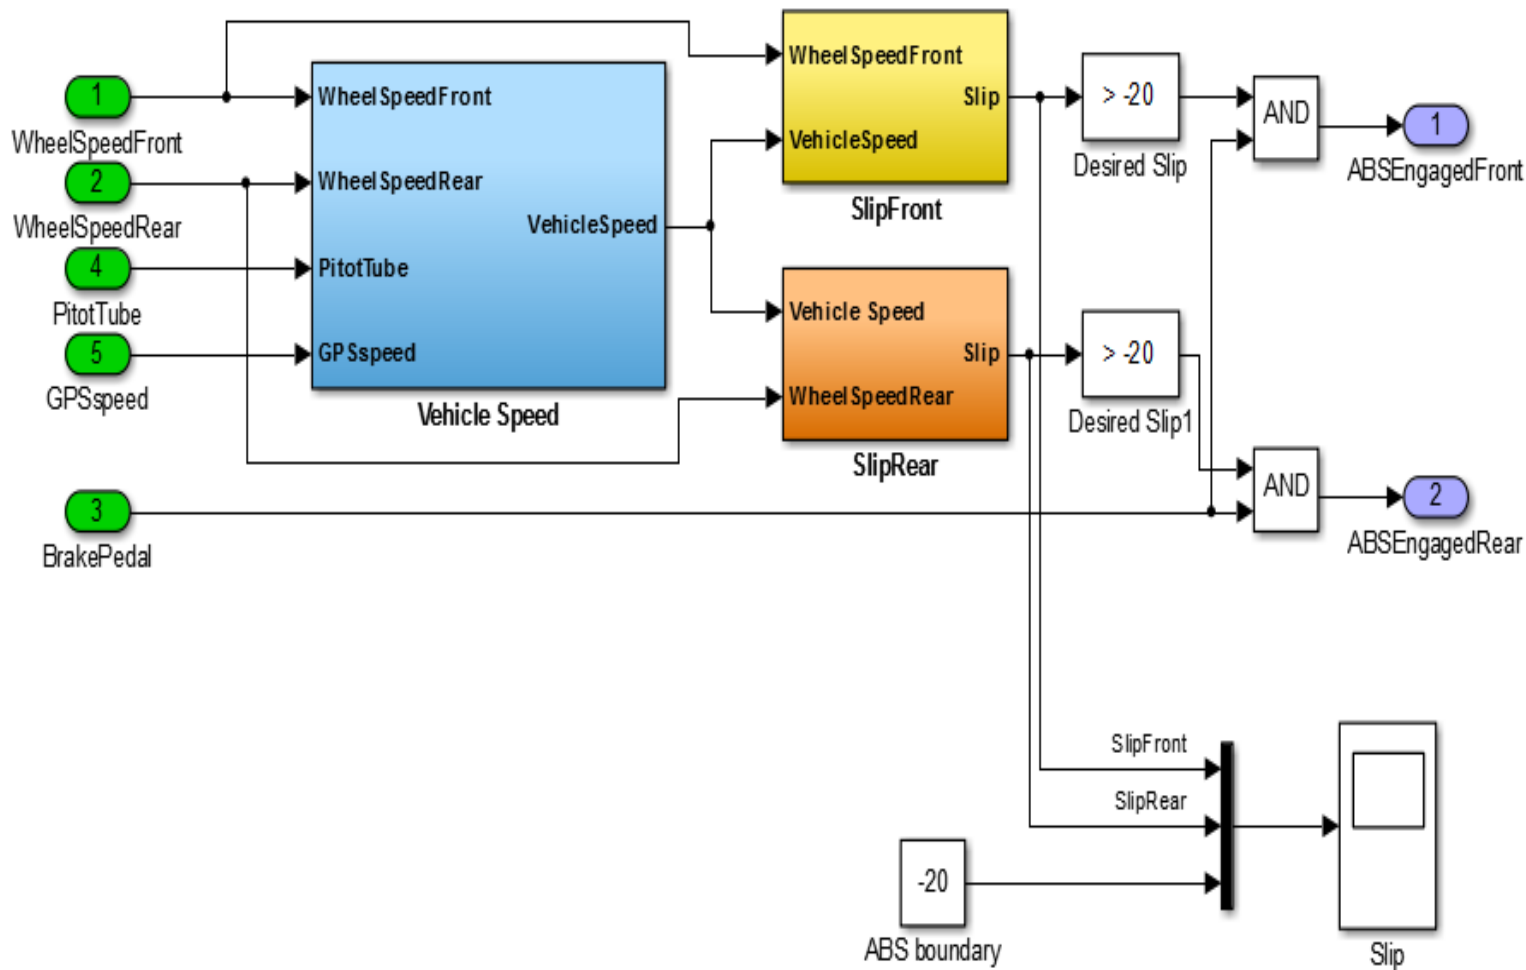 1
WheelSpeedFront
2
WheelSpeedRear
4
PitotTube
5
GPSspeed
3
BrakePedal
WheelSpeedFront
WheelSpeedRear
PitotTube
GPSspeed
VehicleSpeed
Vehicle Speed
WheelSpeedFront
VehicleSpeed
Slip
SlipFront
Vehicle Speed
WheelSpeedRear
Slip
SlipRear
> -20
Desired Slip
> -20
Desired Slip1
AND
1
ABSEngagedFront
AND
2
ABSEngagedRear
SlipFront
SlipRear
-20
ABS boundary
Slip